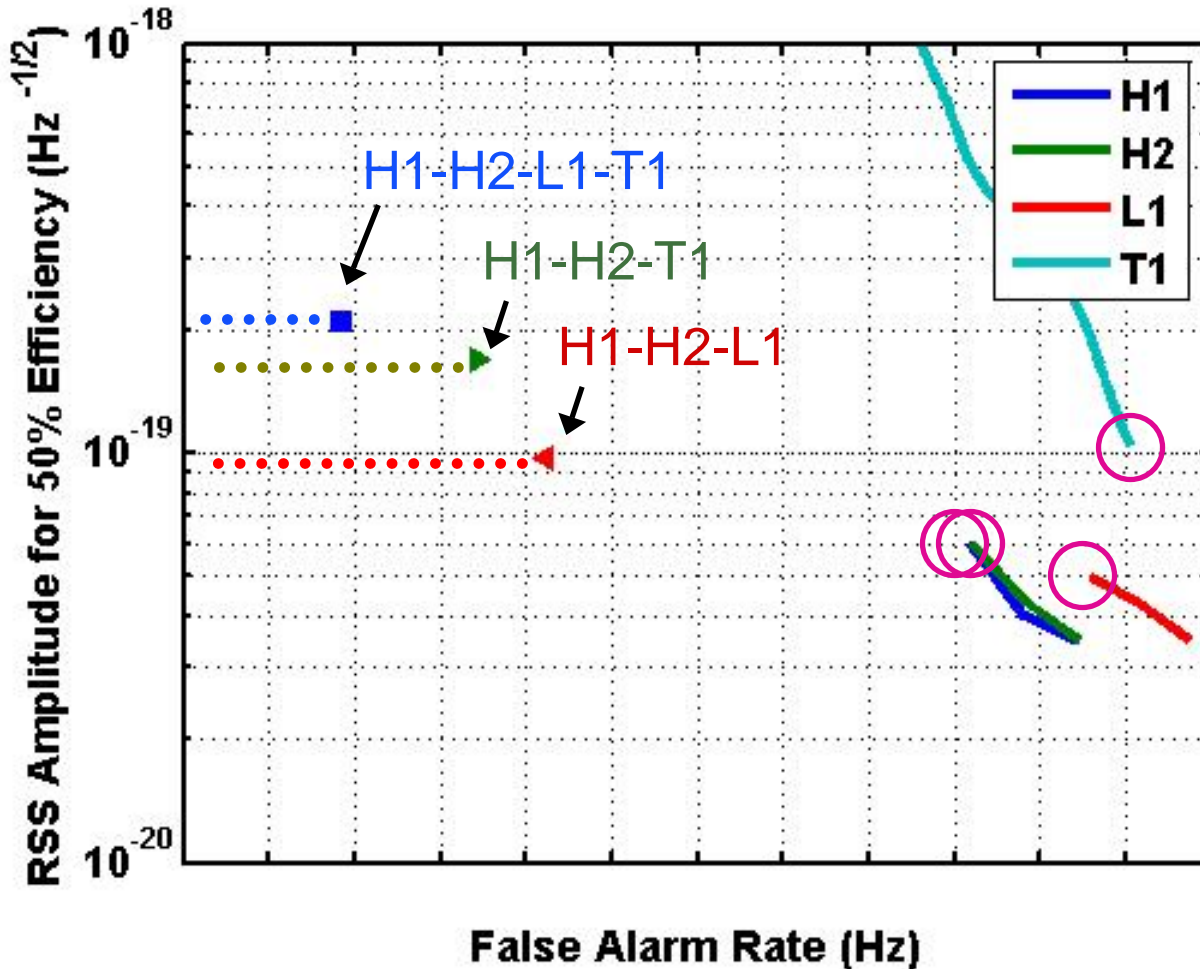 RSS Amplitude for 50% Efficiency (Hz -1/2)
10-18
10-19
10-20
H1-H2-L1-T1
H1-H2-T1
H1-H2-L1
H1
H2
L1
T1
False Alarm Rate (Hz)